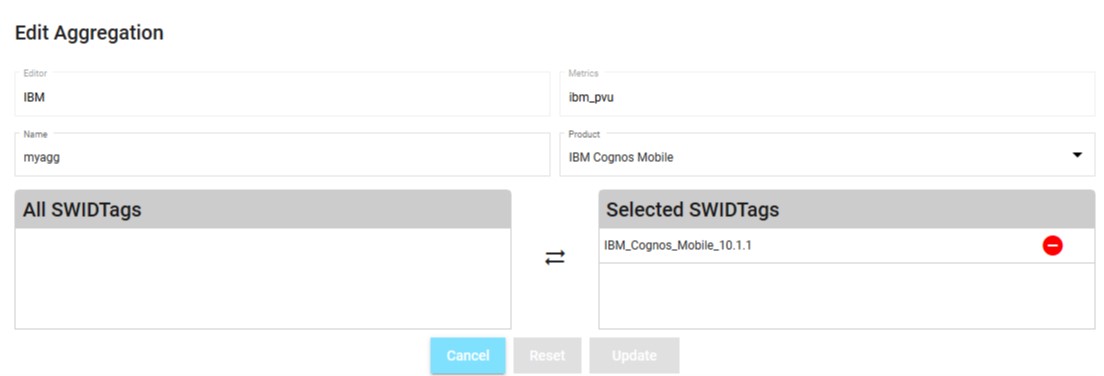 Edit Aggregation
Editor
IBM
Metrics
ibm_pvu
Name
myagg
Product
IBM Cognos Mobile
All SWIDTags
Selected SWIDTags
IBM_Cognos_Mobile_10.1.1
Cancel
Reset
Update